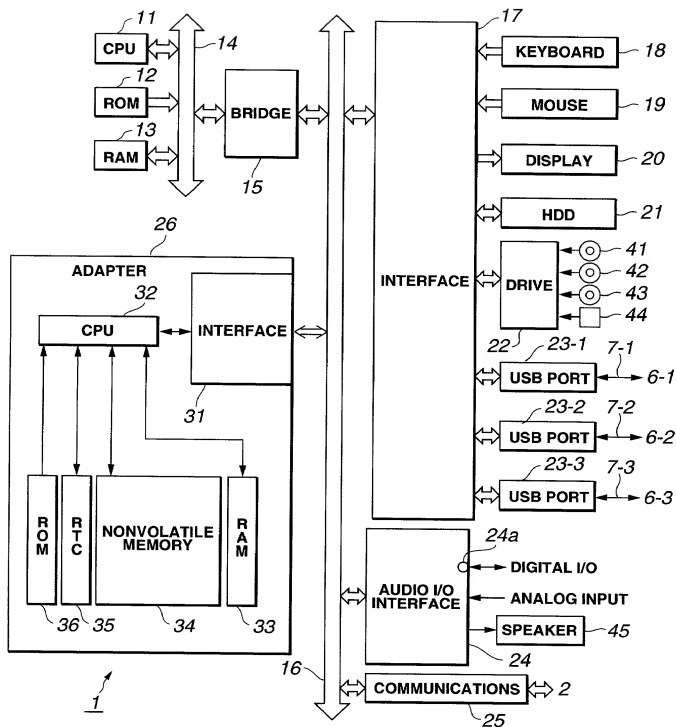 11
CPU
12
ROM
13
RAM
14
BRIDGE
15
17
INTERFACE
KEYBOARD 18
MOUSE 19
DISPLAY 20
HDD 21
DRIVE
22
41
42
43
44
23-1
USB PORT
7-1
6-1
23-2
USB PORT
7-2
6-2
23-3
USB PORT
7-3
6-3
26
ADAPTER
32
CPU
INTERFACE
31
ROM
36
RTC
35
NONVOLATILE
MEMORY
34
RAM
33
16
24a
AUDIO I/O
INTERFACE
24
DIGITAL I/O
ANALOG INPUT
SPEAKER 45
COMMUNICATIONS 2
25
1